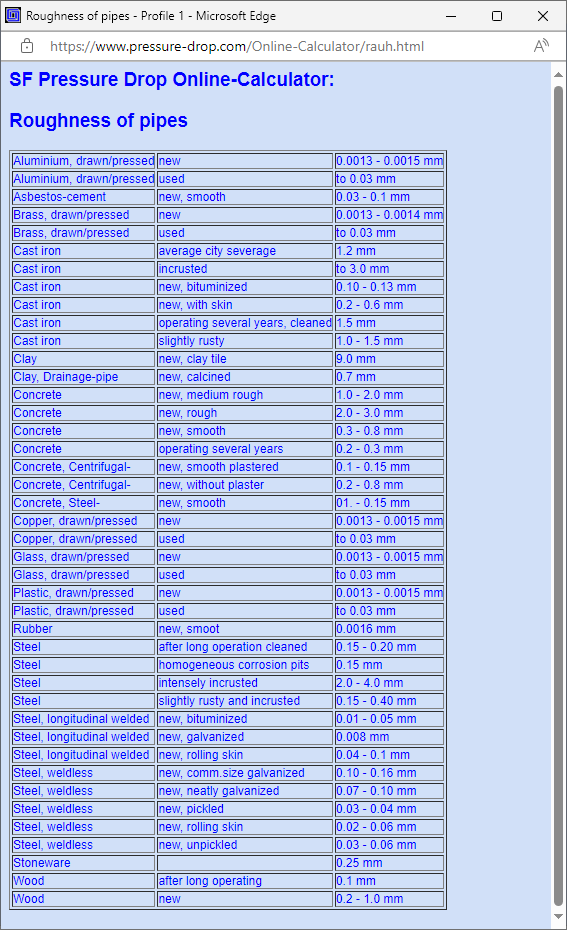 Roughness of pipes - Profile 1 - Microsoft Edge
https://www.pressure-drop.com/Online-Calculator/rauh.html
SF Pressure Drop Online-Calculator:
Roughness of pipes
Aluminium, drawn/pressed new 0.0013 - 0.0015 mm
Aluminium, drawn/pressed used to 0.03 mm
Asbestos-cement new, smooth 0.03 - 0.1 mm
Brass, drawn/pressed new 0.0013 - 0.0014 mm
Brass, drawn/pressed used to 0.03 mm
Cast iron average city severage 1.2 mm
Cast iron incrusted to 3.0 mm
Cast iron new, bituminized 0.10 - 0.13 mm
Cast iron new, with skin 0.2 - 0.6 mm
Cast iron operating several years, cleaned 1.5 mm
Cast iron slightly rusty 1.0 - 1.5 mm
Clay new, clay tile 9.0 mm
Clay, Drainage-pipe new, calcined 0.7 mm
Concrete new, medium rough 1.0 - 2.0 mm
Concrete new, rough 2.0 - 3.0 mm
Concrete new, smooth 0.3 - 0.8 mm
Concrete operating several years 0.2 - 0.3 mm
Concrete, Centrifugal- new, smooth plastered 0.1 - 0.15 mm
Concrete, Centrifugal- new, without plaster 0.2 - 0.8 mm
Concrete, Steel- new, smooth 01. - 0.15 mm
Copper, drawn/pressed new 0.0013 - 0.0015 mm
Copper, drawn/pressed used to 0.03 mm
Glass, drawn/pressed new 0.0013 - 0.0015 mm
Glass, drawn/pressed used to 0.03 mm
Plastic, drawn/pressed new 0.0013 - 0.0015 mm
Plastic, drawn/pressed used to 0.03 mm
Rubber new, smoot 0.0016 mm
Steel after long operation cleaned 0.15 - 0.20 mm
Steel homogeneous corrosion pits 0.15 mm
Steel intensely incrusted 2.0 - 4.0 mm
Steel slightly rusty and incrusted 0.15 - 0.40 mm
Steel, longitudinal welded new, bituminized 0.01 - 0.05 mm
Steel, longitudinal welded new, galvanized 0.008 mm
Steel, longitudinal welded new, rolling skin 0.04 - 0.1 mm
Steel, weldless new, comm.size galvanized 0.10 - 0.16 mm
Steel, weldless new, neatly galvanized 0.07 - 0.10 mm
Steel, weldless new, pickled 0.03 - 0.04 mm
Steel, weldless new, rolling skin 0.02 - 0.06 mm
Steel, weldless new, unpickled 0.03 - 0.06 mm
Stoneware 0.25 mm
Wood after long operating 0.1 mm
Wood new 0.2 - 1.0 mm